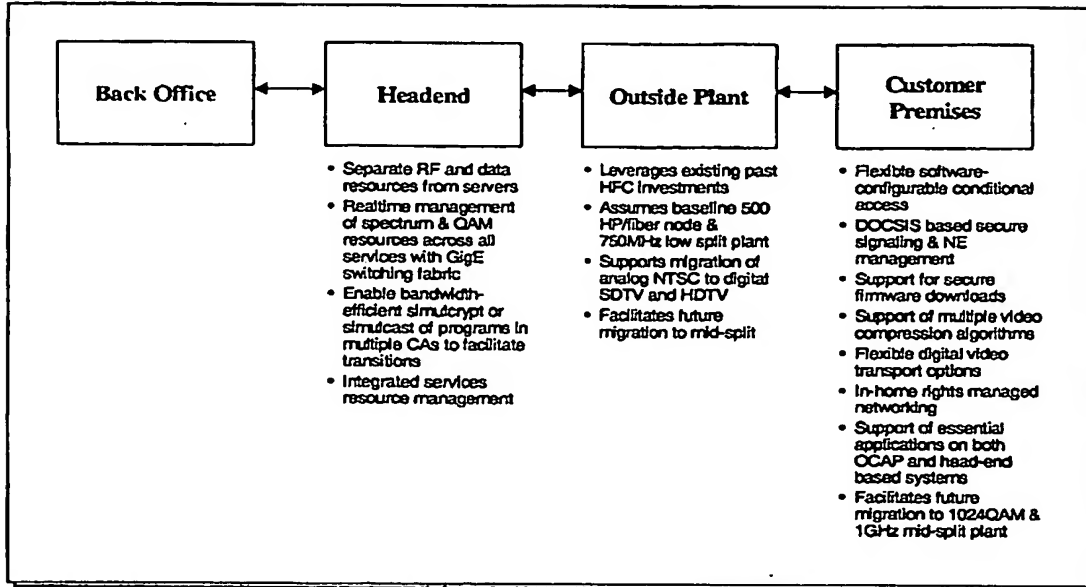 Back Office
Headend
Outside Plant
Customer
Premises
• Separate RF and data
resources from servers
• Realtime management
of spectrum & QAM
resources across all
services with GigE
switching fabric
• Enable bandwidth-
efficient simulcrypt or
simulcast of programs in
multiple CAs to facilitate
transitions
• Integrated services
resource management
• Leverages existing past
HFC investments
• Assumes baseline 500
HP/fiber node &
750MHz low split plant
• Supports migration of
analog NTSC to digital
SDTV and HDTV
• Facilitates future
migration to mid-split
• Flexible software-
configurable conditional
access
• DOCSIS based secure
signaling & NE
management
• Support for secure
firmware downloads
• Support of multiple video
compression algorithms
• Flexible digital video
transport options
• In-home rights managed
networking
• Support of essential
applications on both
OCAP and head-end
based systems
• Facilitates future
migration to 1024QAM &
1GHz mid-split plant